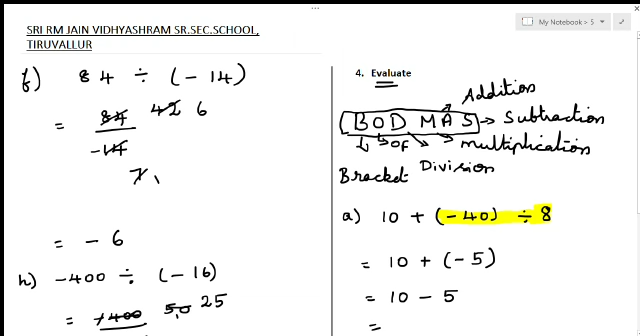 ...
SRI RM JAIN VIDHYASHRAM SR.SEC.SCHOOL,
TIRUVALLUR
My Notebook > 5
f) 84 ÷ (-14)
= 84 42 6
-14
7,
= - 6
h) -400 ÷ (-16)
= -400 50 25
4. Evaluate
Addition
BODMAS → Subtraction
↳ OF multiplication
Bracket Division
a) 10 + (-40) ÷ 8
= 10 + (-5)
= 10 - 5
=